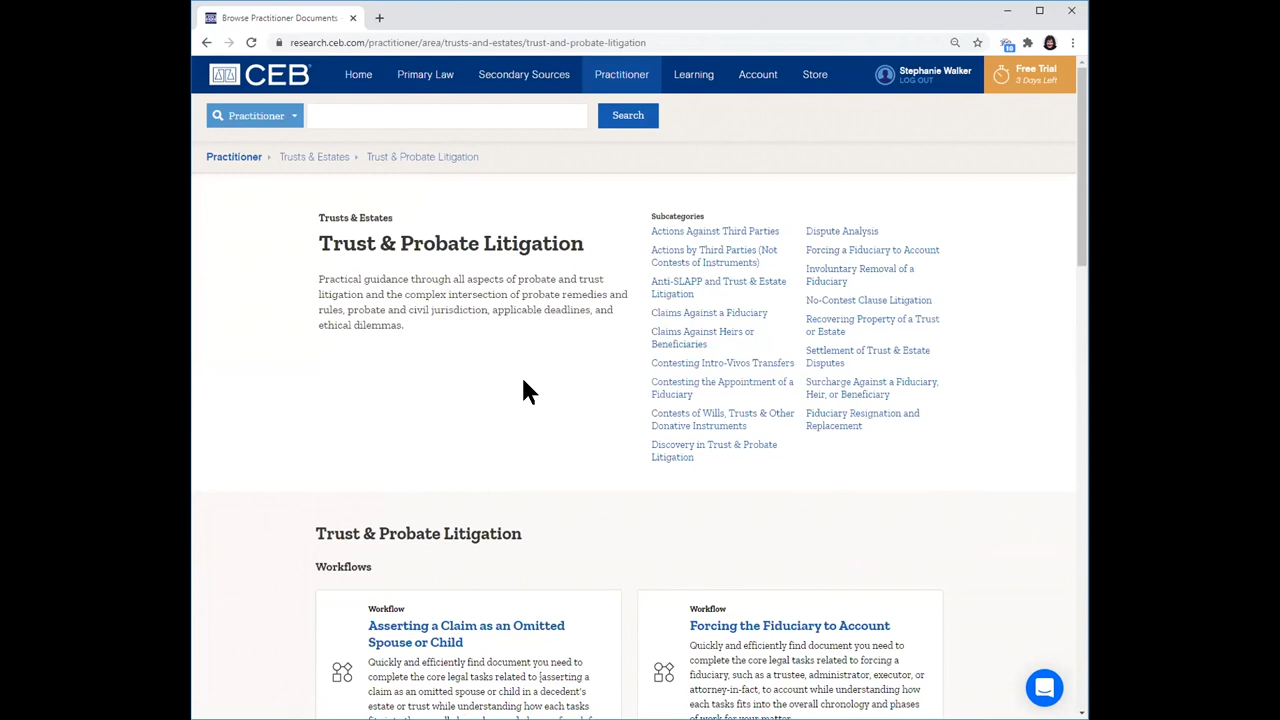 Browse Practitioner Documents
research.ceb.com/practitioner/area/trusts-and-estates/trust-and-probate-litigation
10
CEB
Home
Primary Law
Secondary Sources
Practitioner
Learning
Account
Store
Stephanie Walker
LOG OUT
Free Trial
3 Days Left
Practitioner
Search
Practitioner
Trusts & Estates
Trust & Probate Litigation
Trusts & Estates
Trust & Probate Litigation
Practical guidance through all aspects of probate and trust
litigation and the complex intersection of probate remedies and
rules, probate and civil jurisdiction, applicable deadlines, and
ethical dilemmas.
Subcategories
Actions Against Third Parties
Actions by Third Parties (Not
Contests of Instruments)
Anti-SLAPP and Trust & Estate
Litigation
Claims Against a Fiduciary
Claims Against Heirs or
Beneficiaries
Contesting Intro-Vivos Transfers
Contesting the Appointment of a
Fiduciary
Contests of Wills, Trusts & Other
Donative Instruments
Discovery in Trust & Probate
Litigation
Dispute Analysis
Forcing a Fiduciary to Account
Involuntary Removal of a
Fiduciary
No-Contest Clause Litigation
Recovering Property of a Trust
or Estate
Settlement of Trust & Estate
Disputes
Surcharge Against a Fiduciary,
Heir, or Beneficiary
Fiduciary Resignation and
Replacement
Trust & Probate Litigation
Workflows
Workflow
Asserting a Claim as an Omitted
Spouse or Child
Quickly and efficiently find document you need to
complete the core legal tasks related to [asserting a
claim as an omitted spouse or child in a decedent's
estate or trust while understanding how each tasks
Workflow
Forcing the Fiduciary to Account
Quickly and efficiently find document you need to
complete the core legal tasks related to forcing a
fiduciary, such as a trustee, administrator, executor, or
attorney-in-fact, to account while understanding how
each tasks fits into the overall chronology and phases
of work for your matter.